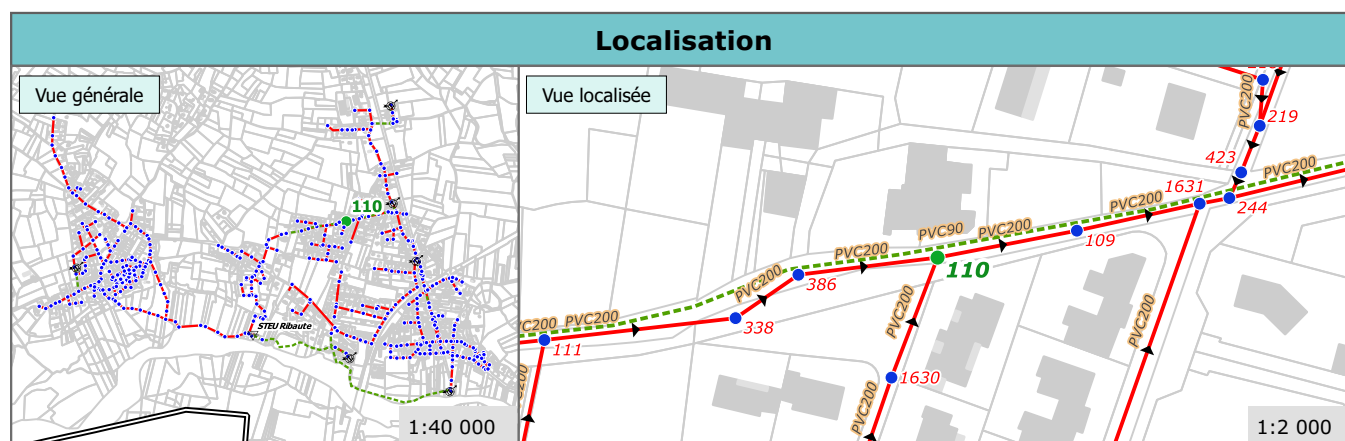 Localisation
Vue générale
110
STEU Ribaute
1:40 000
Vue localisée
PVC200
219
423
1631
PVC200
244
PVC200
PVC90
PVC200
109
PVC200
110
PVC200
386
338
PVC200
PVC200
111
PVC200
1630
PVC200
PVC200
1:2 000